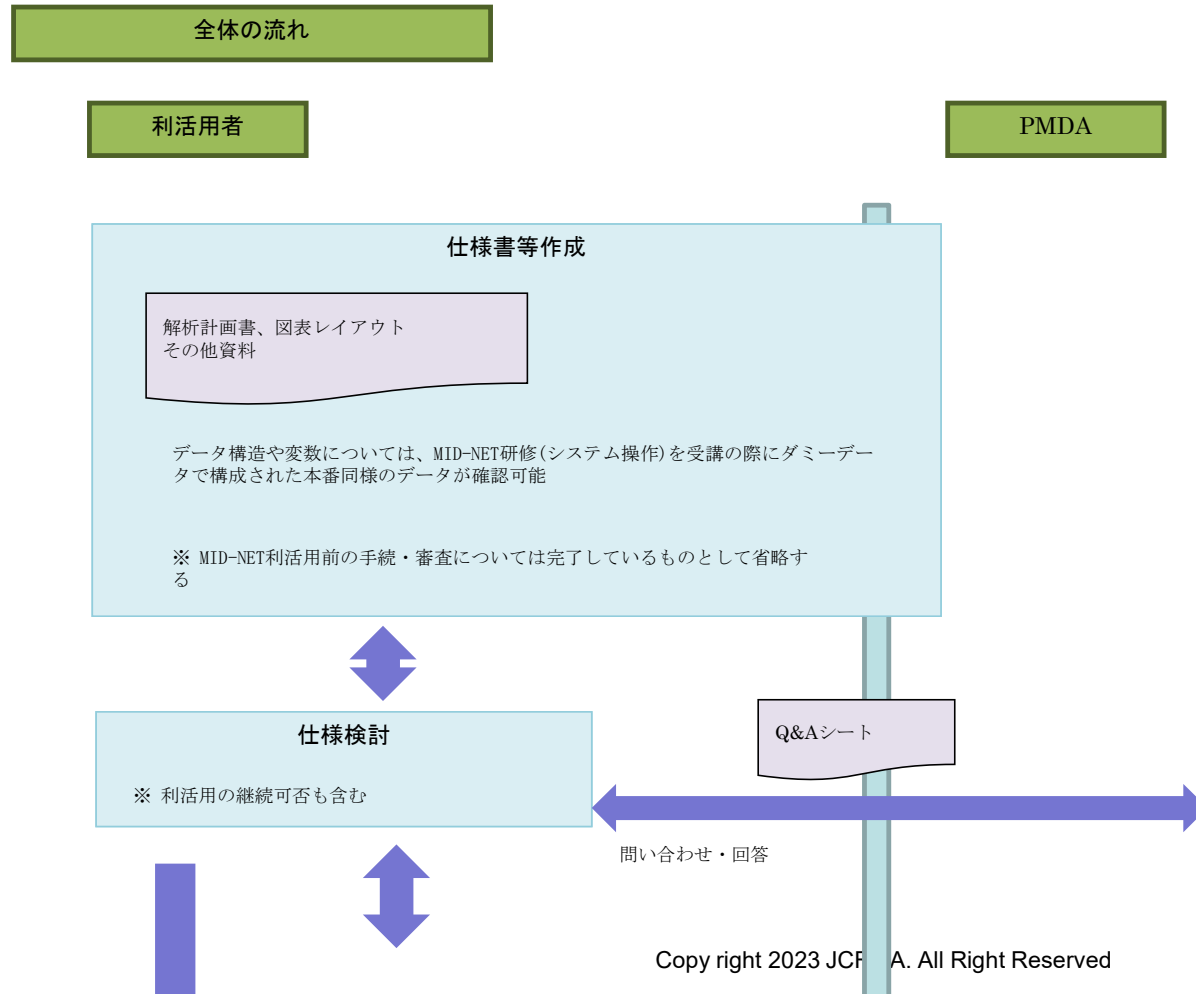 全体の流れ
利活用者
PMDA
仕様書等作成
解析計画書、図表レイアウト
その他資料
データ構造や変数については、MID-NET研修(システム操作)を受講の際にダミーデー
タで構成された本番同様のデータが確認可能
※ MID-NET利活用前の手続・審査については完了しているものとして省略す
る
仕様検討
※ 利活用の継続可否も含む
Q&Aシート
問い合わせ・回答
Copy right 2023 JCR A. All Right Reserved